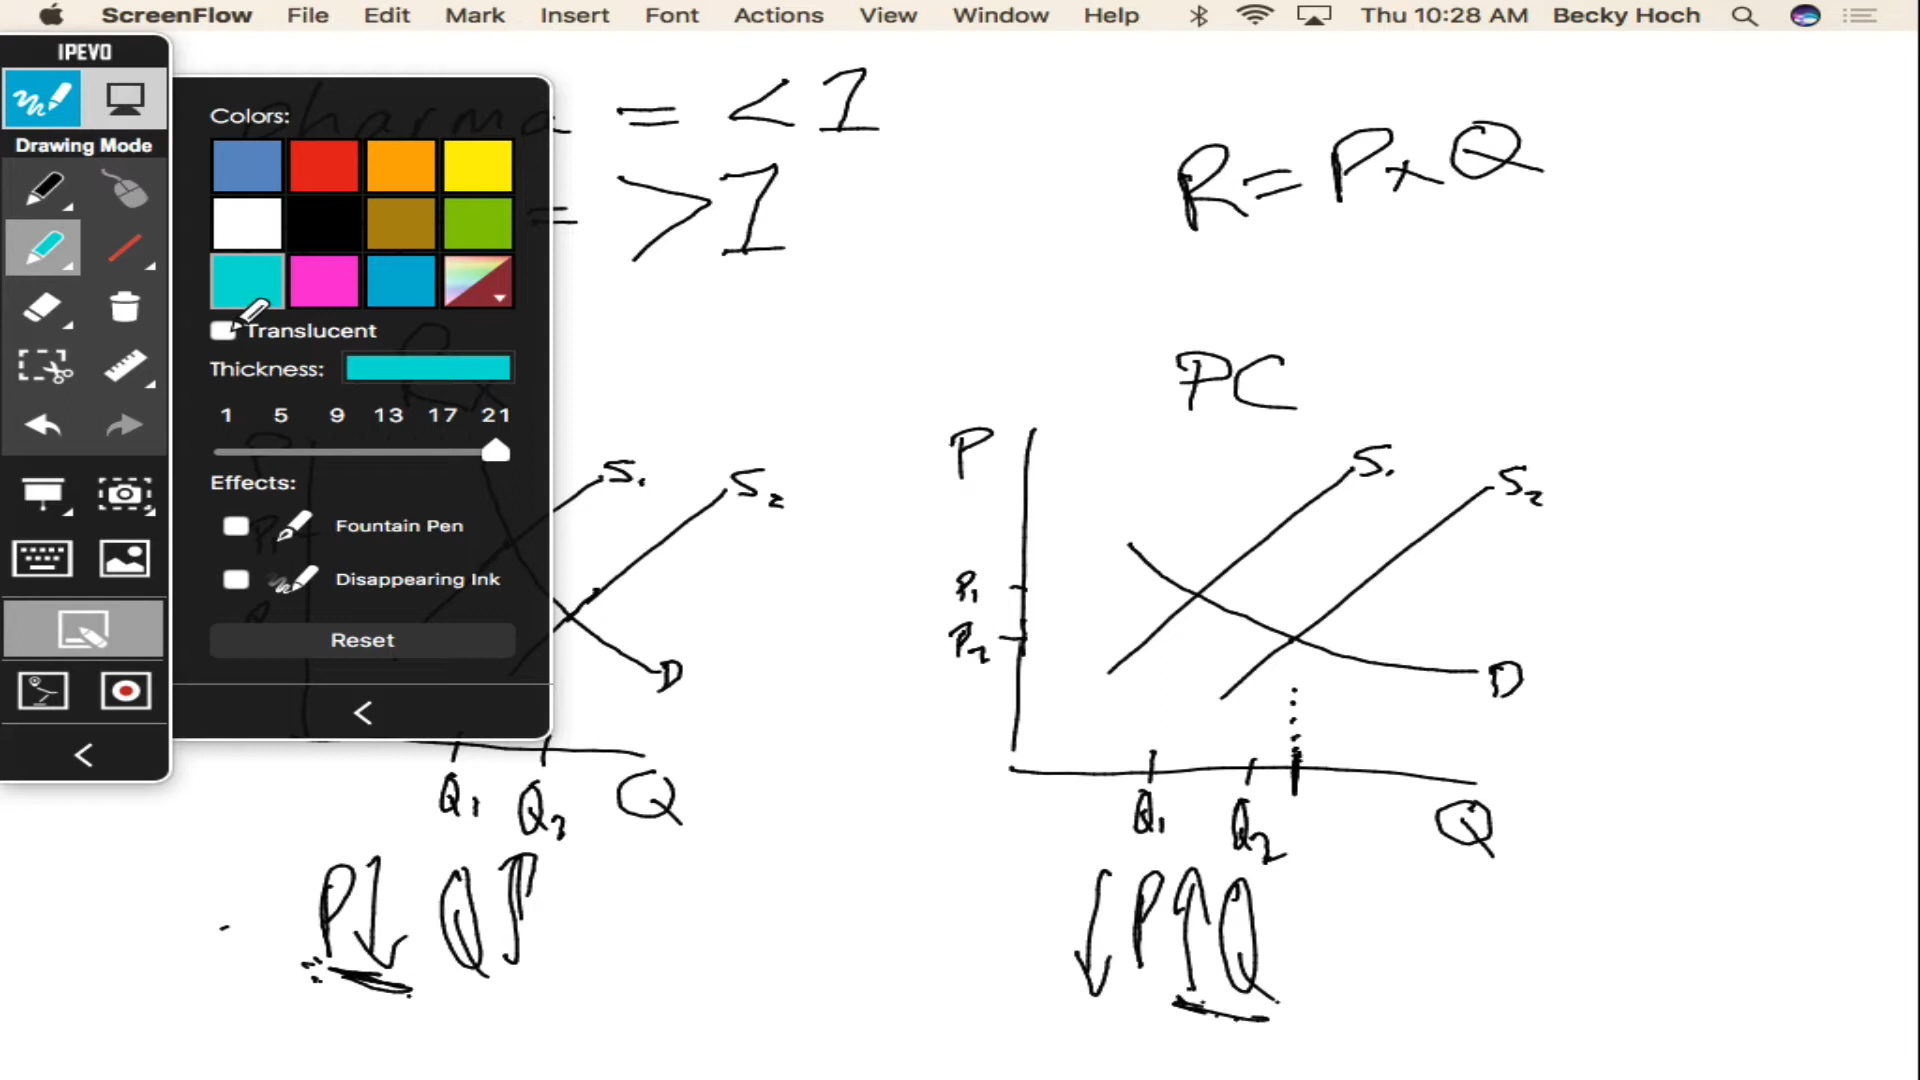 ScreenFlow File Edit Mark Insert Font Actions View Window Help Thu 10:28 AM Becky Hoch
IPEVO
Drawing Mode
Colors:
Translucent
Thickness:
1 5 9 13 17 21
Effects:
Fountain Pen
Disappearing Ink
Reset
pharma = <1
= >1
R = P x Q
Rx
S1
S2
D
Q1 Q2 Q
P↓ Q↑
PC
P
S1
S2
P1
P2
D
Q1 Q2 Q
↓P↑Q